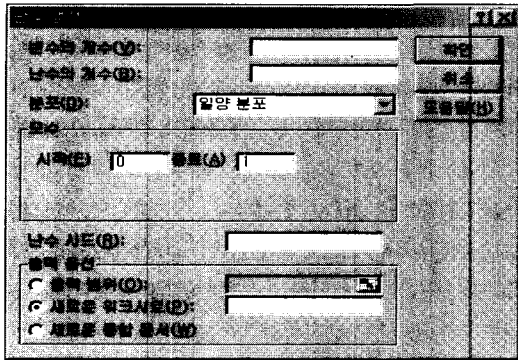 변수의 개수(V):
난수의 개수(B):
분포(D):
일양 분포
모수
시작(E) 0 종료(A) 1
난수 시드(R):
출력 옵션
출력 범위(O):
새로운 워크시트(P):
새로운 통합 문서(W)
확인
취소
도움말(H)